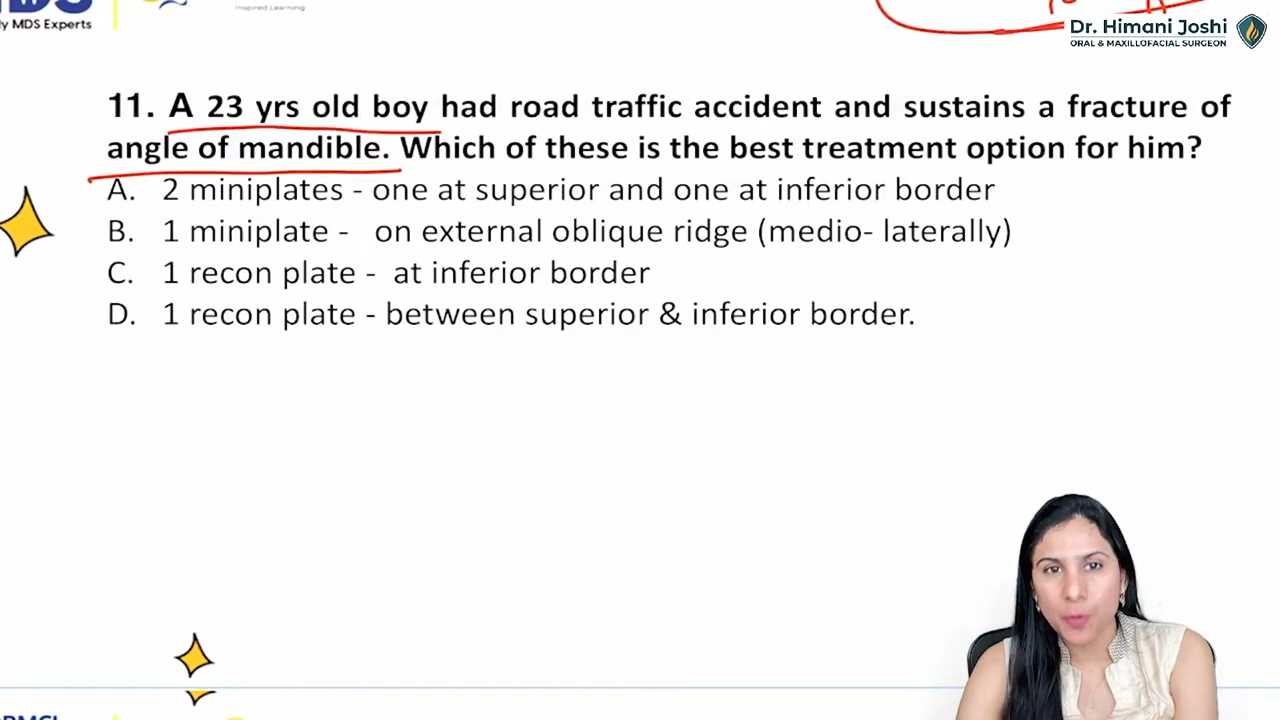 ly MDS Experts
Inspired Learning
Dr. Himani Joshi
ORAL & MAXILLOFACIAL SURGEON
11. A 23 yrs old boy had road traffic accident and sustains a fracture of
angle of mandible. Which of these is the best treatment option for him?
A. 2 miniplates - one at superior and one at inferior border
B. 1 miniplate - on external oblique ridge (medio- laterally)
C. 1 recon plate - at inferior border
D. 1 recon plate - between superior & inferior border.